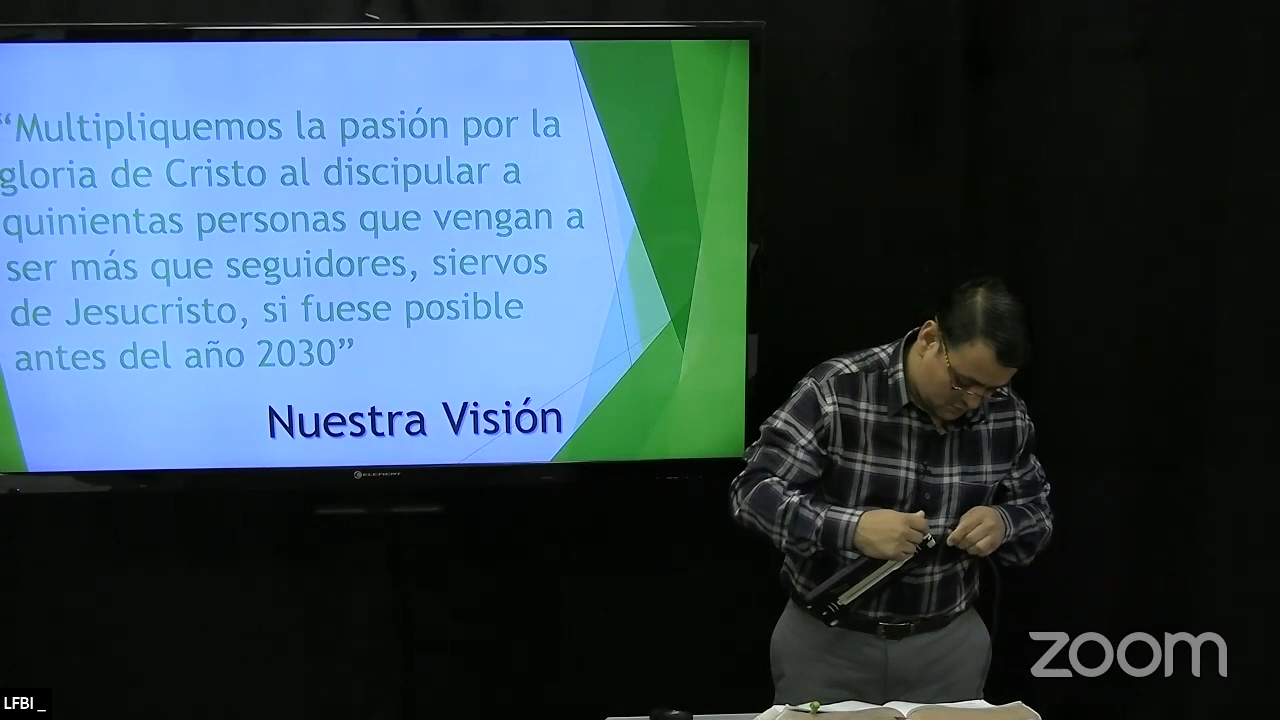 “Multipliquemos la pasión por la
gloria de Cristo al discipular a
quinientas personas que vengan a
ser más que seguidores, siervos
de Jesucristo, si fuese posible
antes del año 2030”
Nuestra Visión
ELEMENT
zoom
LFBI _